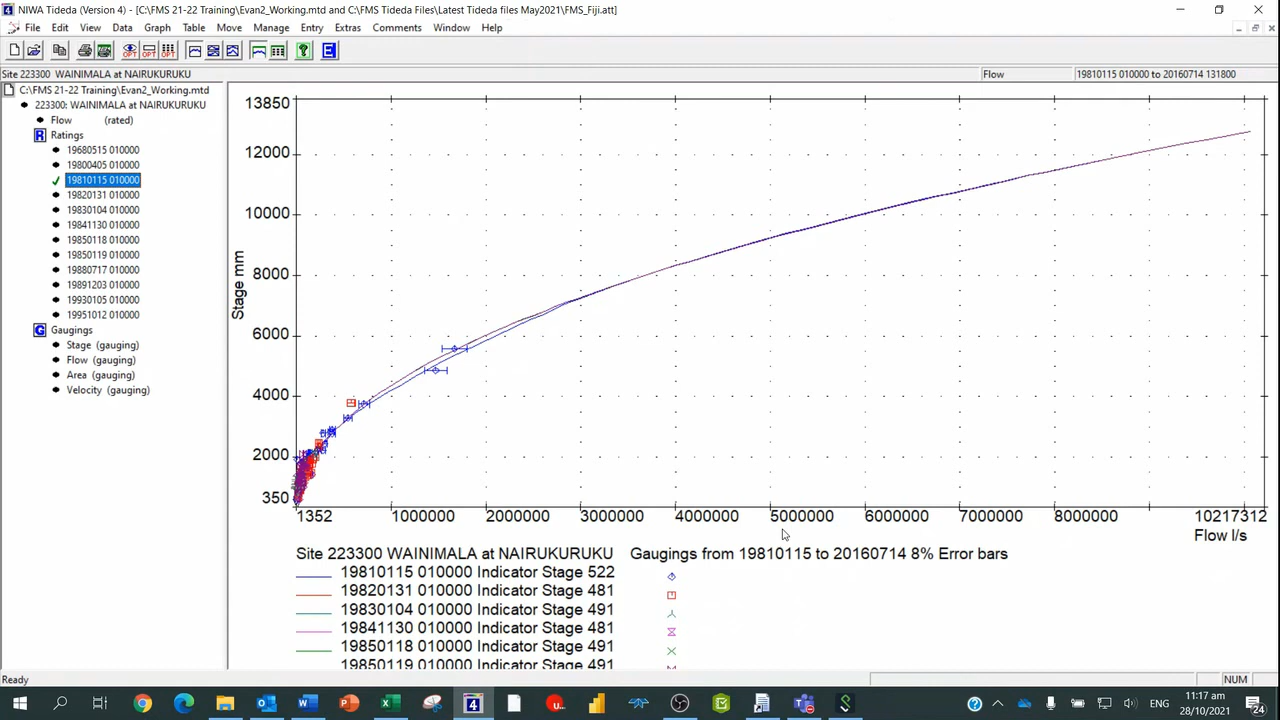 NIWA Tideda (Version 4) - [C:\FMS 21-22 Training\Evan2_Working.mtd and C:\FMS Tideda Files\Latest Tideda files May2021\FMS_Fiji.att]
File Edit View Data Graph Table Move Manage Entry Extras Comments Window Help
Site 223300 WAINIMALA at NAIRUKURUKU Flow 19810115 010000 to 20160714 131800
C:\FMS 21-22 Training\Evan2_Working.mtd
223300: WAINIMALA at NAIRUKURUKU
Flow (rated)
R Ratings
19680515 010000
19800405 010000
19810115 010000
19820131 010000
19830104 010000
19841130 010000
19850118 010000
19850119 010000
19880717 010000
19891203 010000
19930105 010000
19951012 010000
G Gaugings
Stage (gauging)
Flow (gauging)
Area (gauging)
Velocity (gauging)
13850
12000
10000
8000
6000
4000
2000
350
Stage mm
1352 1000000 2000000 3000000 4000000 5000000 6000000 7000000 8000000 10217312
Flow l/s
Site 223300 WAINIMALA at NAIRUKURUKU Gaugings from 19810115 to 20160714 8% Error bars
19810115 010000 Indicator Stage 522
19820131 010000 Indicator Stage 481
19830104 010000 Indicator Stage 491
19841130 010000 Indicator Stage 481
19850118 010000 Indicator Stage 491
19850119 010000 Indicator Stage 491
Ready NUM
ENG 11:17 am
28/10/2021 24